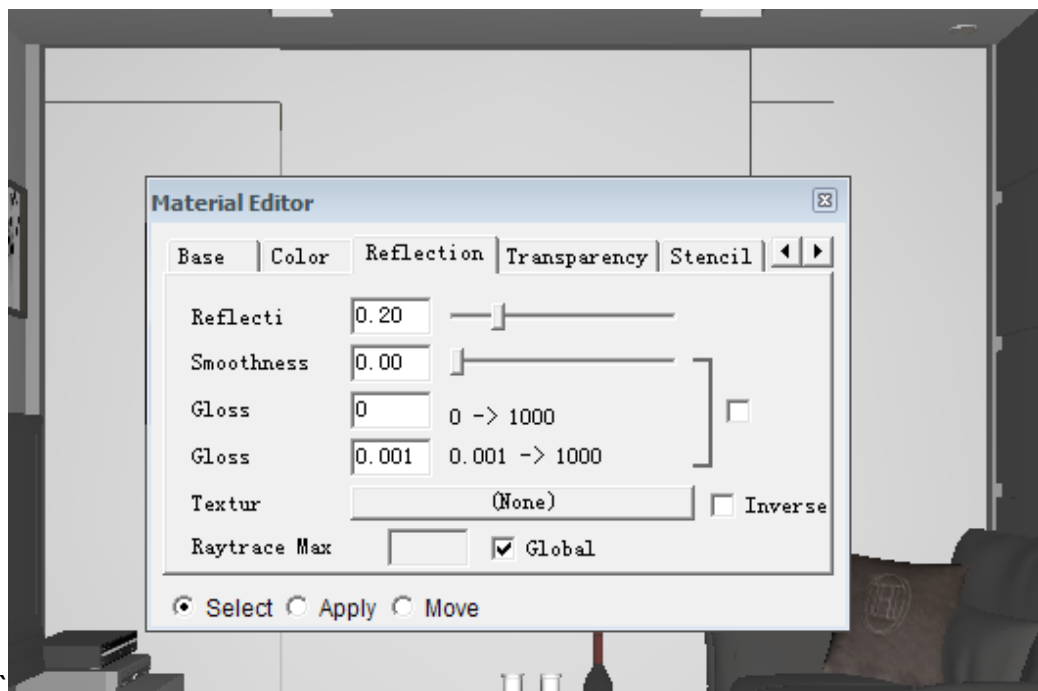 Material Editor
Base Color Reflection Transparency Stencil
Reflecti 0.20
Smoothness 0.00
Gloss 0 0 -> 1000
Gloss 0.001 0.001 -> 1000
Textur (None) Inverse
Raytrace Max Global
Select Apply Move